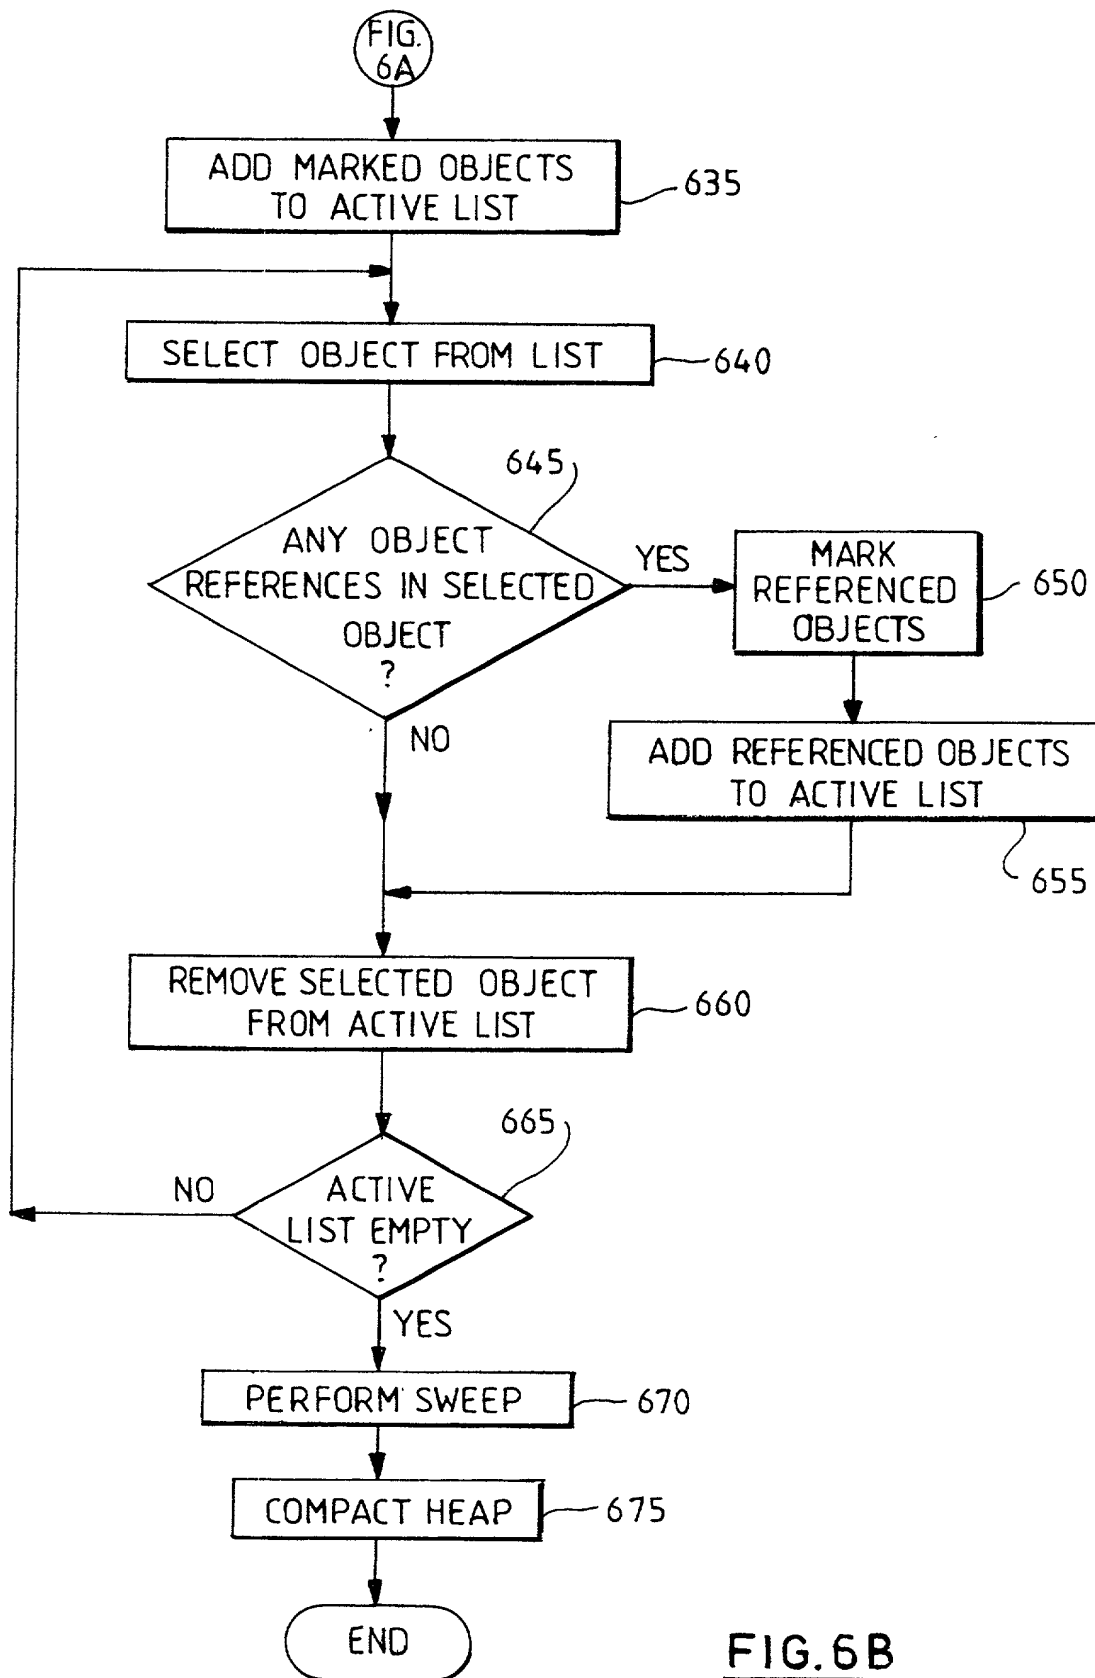 FIG.
6A
ADD MARKED OBJECTS
TO ACTIVE LIST
635
SELECT OBJECT FROM LIST
640
645
ANY OBJECT
REFERENCES IN SELECTED
OBJECT
?
YES
NO
MARK
REFERENCED
OBJECTS
650
ADD REFERENCED OBJECTS
TO ACTIVE LIST
655
REMOVE SELECTED OBJECT
FROM ACTIVE LIST
660
665
ACTIVE
LIST EMPTY
?
NO
YES
PERFORM SWEEP
670
COMPACT HEAP
675
END
FIG.6B